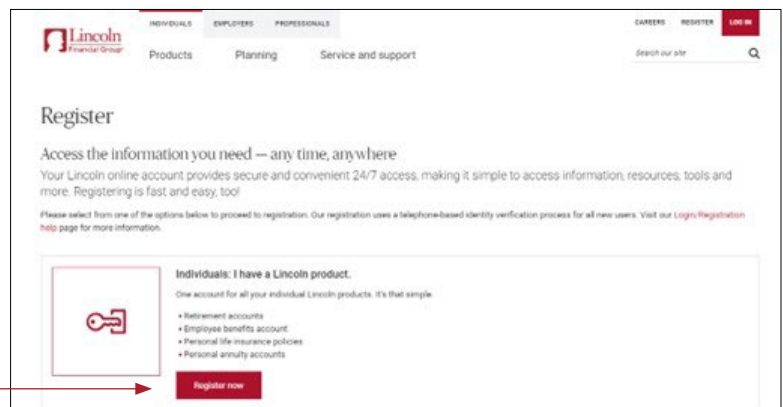 Lincoln
Financial Group
INDIVIDUALS EMPLOYERS PROFESSIONALS
CAREERS REGISTER LOG IN
Products Planning Service and support
Search our site
Register
Access the information you need — any time, anywhere
Your Lincoln online account provides secure and convenient 24/7 access, making it simple to access information, resources, tools and
more. Registering is fast and easy, too!
Please select from one of the options below to proceed to registration. Our registration uses a telephone-based identity verification process for all new users. Visit our Login/Registration
help page for more information.
Individuals: I have a Lincoln product.
One account for all your individual Lincoln products. It's that simple.
• Retirement accounts
• Employee benefits account
• Personal life insurance policies
• Personal annuity accounts
Register now